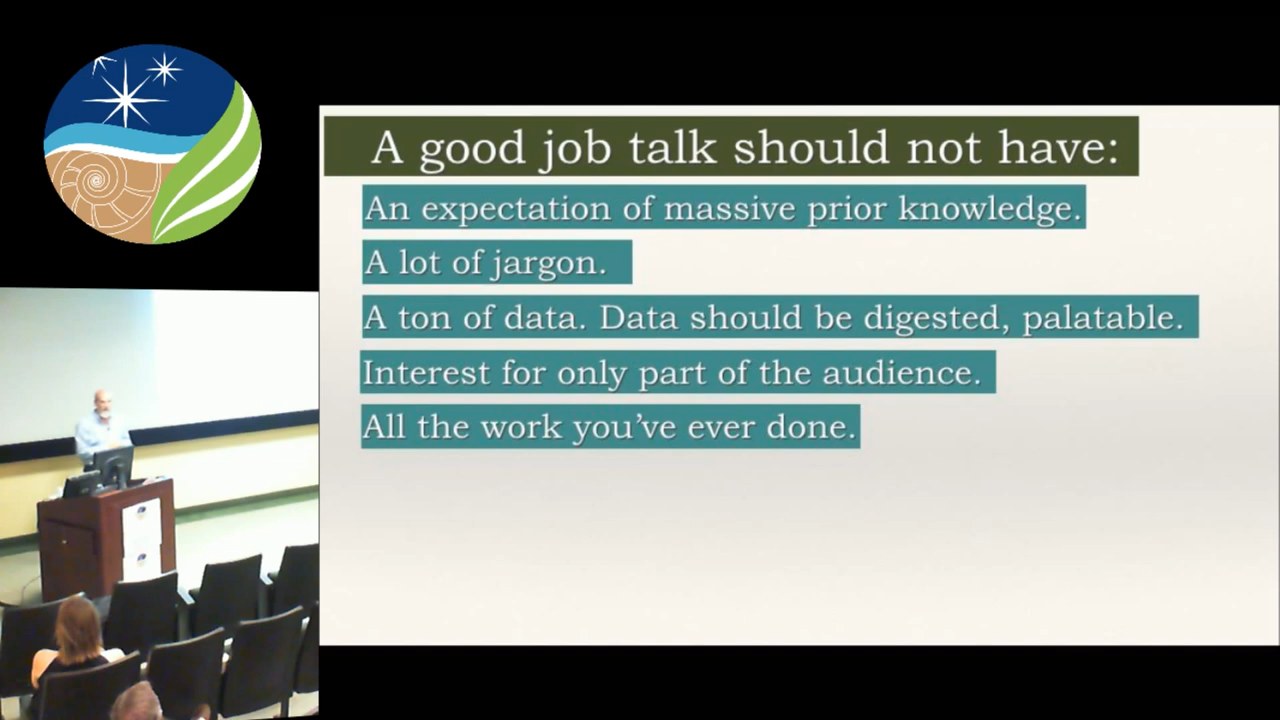 A good job talk should not have:
An expectation of massive prior knowledge.
A lot of jargon.
A ton of data. Data should be digested, palatable.
Interest for only part of the audience.
All the work you've ever done.